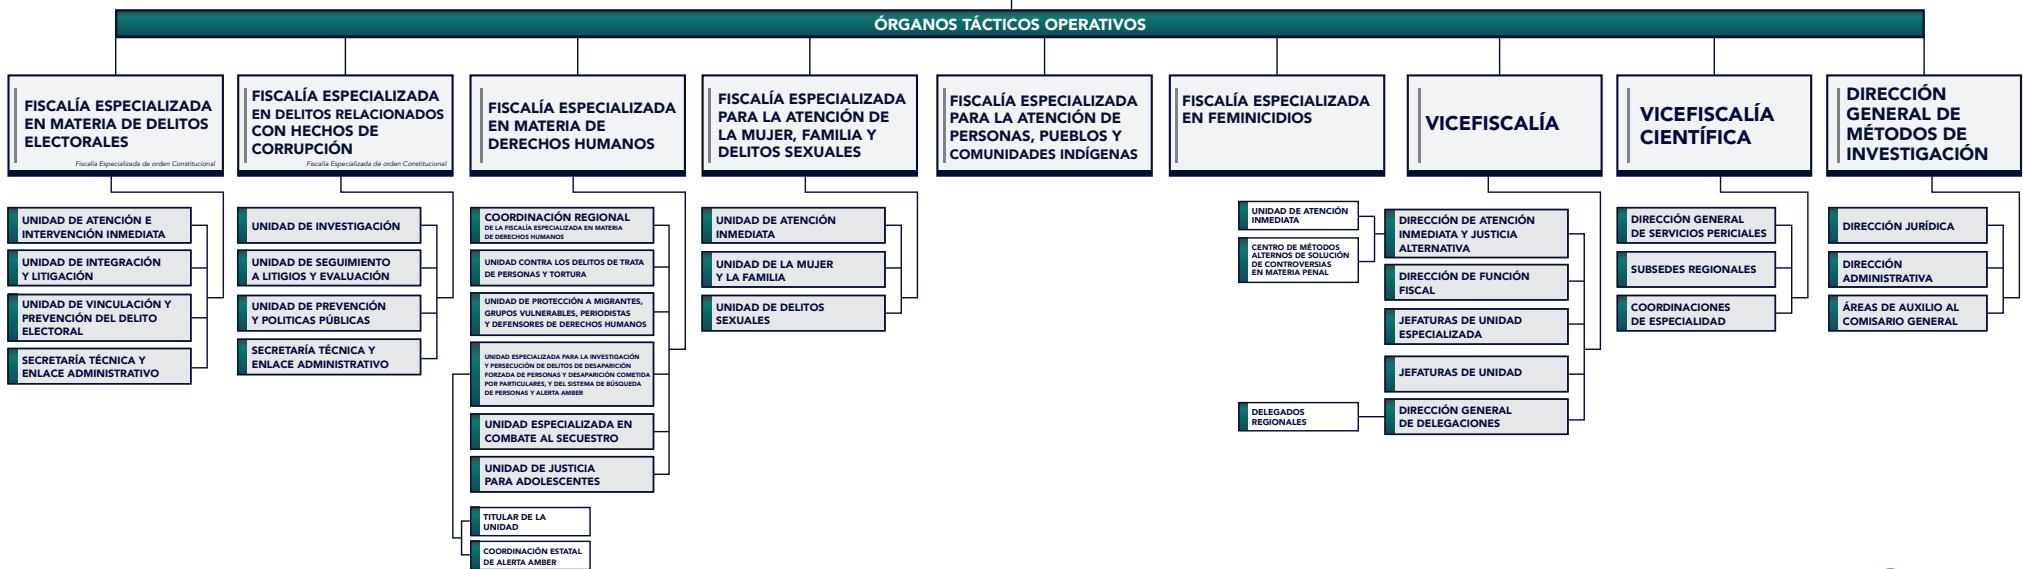 ÓRGANOS TÁCTICOS OPERATIVOS
FISCALÍA ESPECIALIZADA
EN MATERIA DE DELITOS
ELECTORALES
Fiscalía Especializada de orden Constitucional
UNIDAD DE ATENCIÓN E
INTERVENCIÓN INMEDIATA
UNIDAD DE INTEGRACIÓN
Y LITIGACIÓN
UNIDAD DE VINCULACIÓN Y
PREVENCIÓN DEL DELITO
ELECTORAL
SECRETARÍA TÉCNICA Y
ENLACE ADMINISTRATIVO
FISCALÍA ESPECIALIZADA
EN DELITOS RELACIONADOS
CON HECHOS DE
CORRUPCIÓN
Fiscalía Especializada de orden Constitucional
UNIDAD DE INVESTIGACIÓN
UNIDAD DE SEGUIMIENTO
A LITIGIOS Y EVALUACIÓN
UNIDAD DE PREVENCIÓN
Y POLITICAS PÚBLICAS
SECRETARÍA TÉCNICA Y
ENLACE ADMINISTRATIVO
FISCALÍA ESPECIALIZADA
EN MATERIA DE
DERECHOS HUMANOS
COORDINACIÓN REGIONAL
DE LA FISCALÍA ESPECIALIZADA EN MATERIA
DE DERECHOS HUMANOS
UNIDAD CONTRA LOS DELITOS DE TRATA
DE PERSONAS Y TORTURA
UNIDAD DE PROTECCIÓN A MIGRANTES,
GRUPOS VULNERABLES, PERIODISTAS
Y DEFENSORES DE DERECHOS HUMANOS
UNIDAD ESPECIALIZADA PARA LA INVESTIGACIÓN
Y PERSECUCIÓN DE DELITOS DE DESAPARICIÓN
FORZADA DE PERSONAS Y DESAPARICIÓN COMETIDA
POR PARTICULARES, Y DEL SISTEMA DE BÚSQUEDA
DE PERSONAS Y ALERTA AMBER
UNIDAD ESPECIALIZADA EN
COMBATE AL SECUESTRO
UNIDAD DE JUSTICIA
PARA ADOLESCENTES
TITULAR DE LA
UNIDAD
COORDINACIÓN ESTATAL
DE ALERTA AMBER
FISCALÍA ESPECIALIZADA
PARA LA ATENCIÓN DE
LA MUJER, FAMILIA Y
DELITOS SEXUALES
UNIDAD DE ATENCIÓN
INMEDIATA
UNIDAD DE LA MUJER
Y LA FAMILIA
UNIDAD DE DELITOS
SEXUALES
FISCALÍA ESPECIALIZADA
PARA LA ATENCIÓN DE
PERSONAS, PUEBLOS Y
COMUNIDADES INDÍGENAS
FISCALÍA ESPECIALIZADA
EN FEMINICIDIOS
VICEFISCALÍA
UNIDAD DE ATENCIÓN
INMEDIATA
CENTRO DE MÉTODOS
ALTERNOS DE SOLUCIÓN
DE CONTROVERSIAS
EN MATERIA PENAL
DIRECCIÓN DE ATENCIÓN
INMEDIATA Y JUSTICIA
ALTERNATIVA
DIRECCIÓN DE FUNCIÓN
FISCAL
JEFATURAS DE UNIDAD
ESPECIALIZADA
JEFATURAS DE UNIDAD
DELEGADOS
REGIONALES
DIRECCIÓN GENERAL
DE DELEGACIONES
VICEFISCALÍA
CIENTÍFICA
DIRECCIÓN GENERAL
DE SERVICIOS PERICIALES
SUBSEDES REGIONALES
COORDINACIONES
DE ESPECIALIDAD
DIRECCIÓN
GENERAL DE
MÉTODOS DE
INVESTIGACIÓN
DIRECCIÓN JURÍDICA
DIRECCIÓN
ADMINISTRATIVA
ÁREAS DE AUXILIO AL
COMISARIO GENERAL